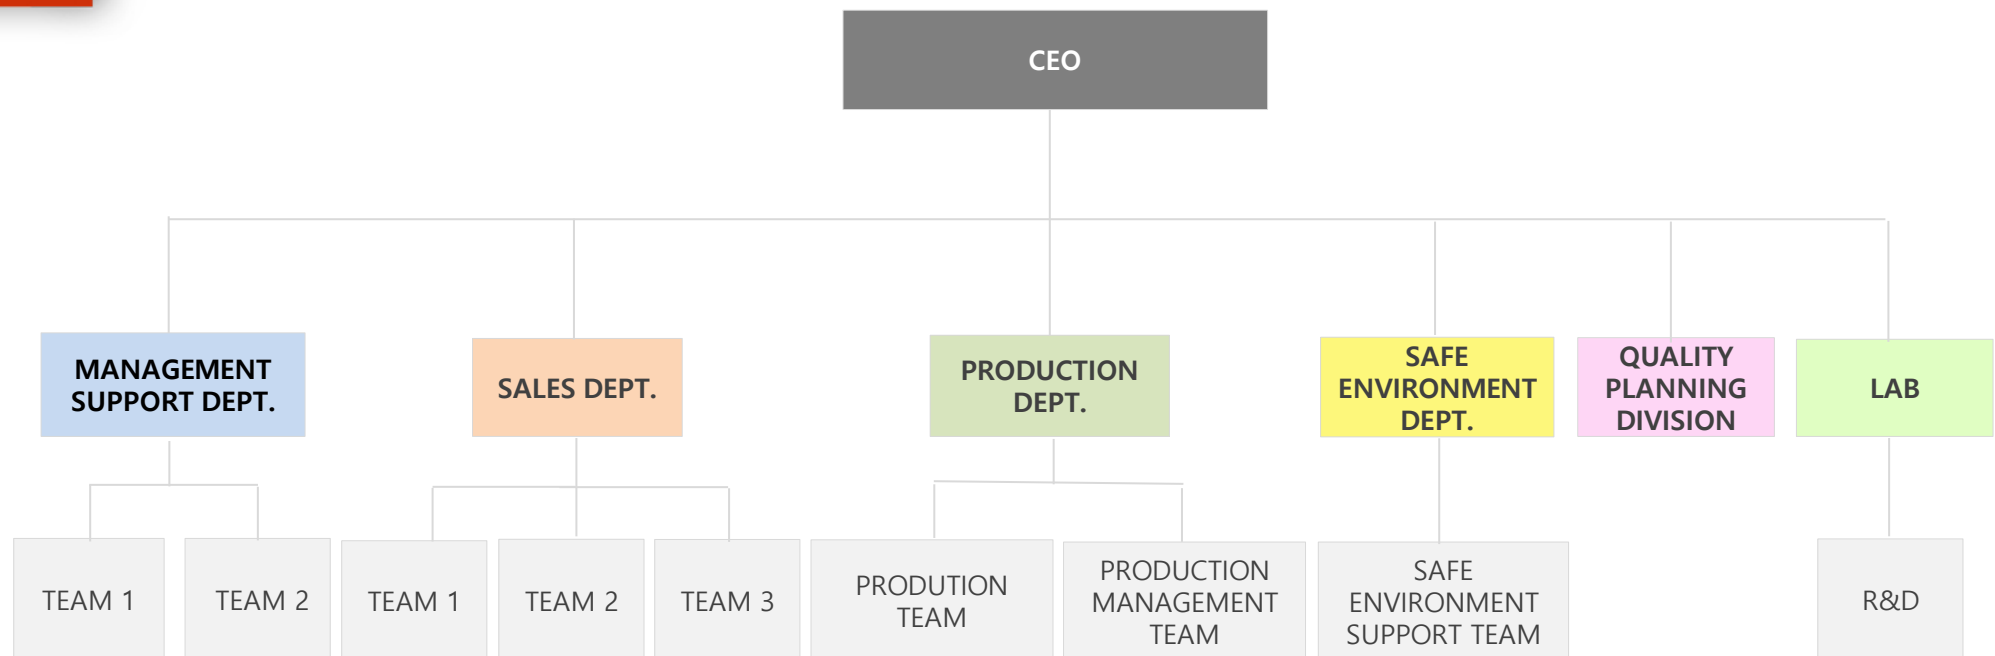 CEO
MANAGEMENT
SUPPORT DEPT.
SALES DEPT.
PRODUCTION
DEPT.
SAFE
ENVIRONMENT
DEPT.
QUALITY
PLANNING
DIVISION
LAB
TEAM 1
TEAM 2
TEAM 1
TEAM 2
TEAM 3
PRODUTION
TEAM
PRODUCTION
MANAGEMENT
TEAM
SAFE
ENVIRONMENT
SUPPORT TEAM
R&D